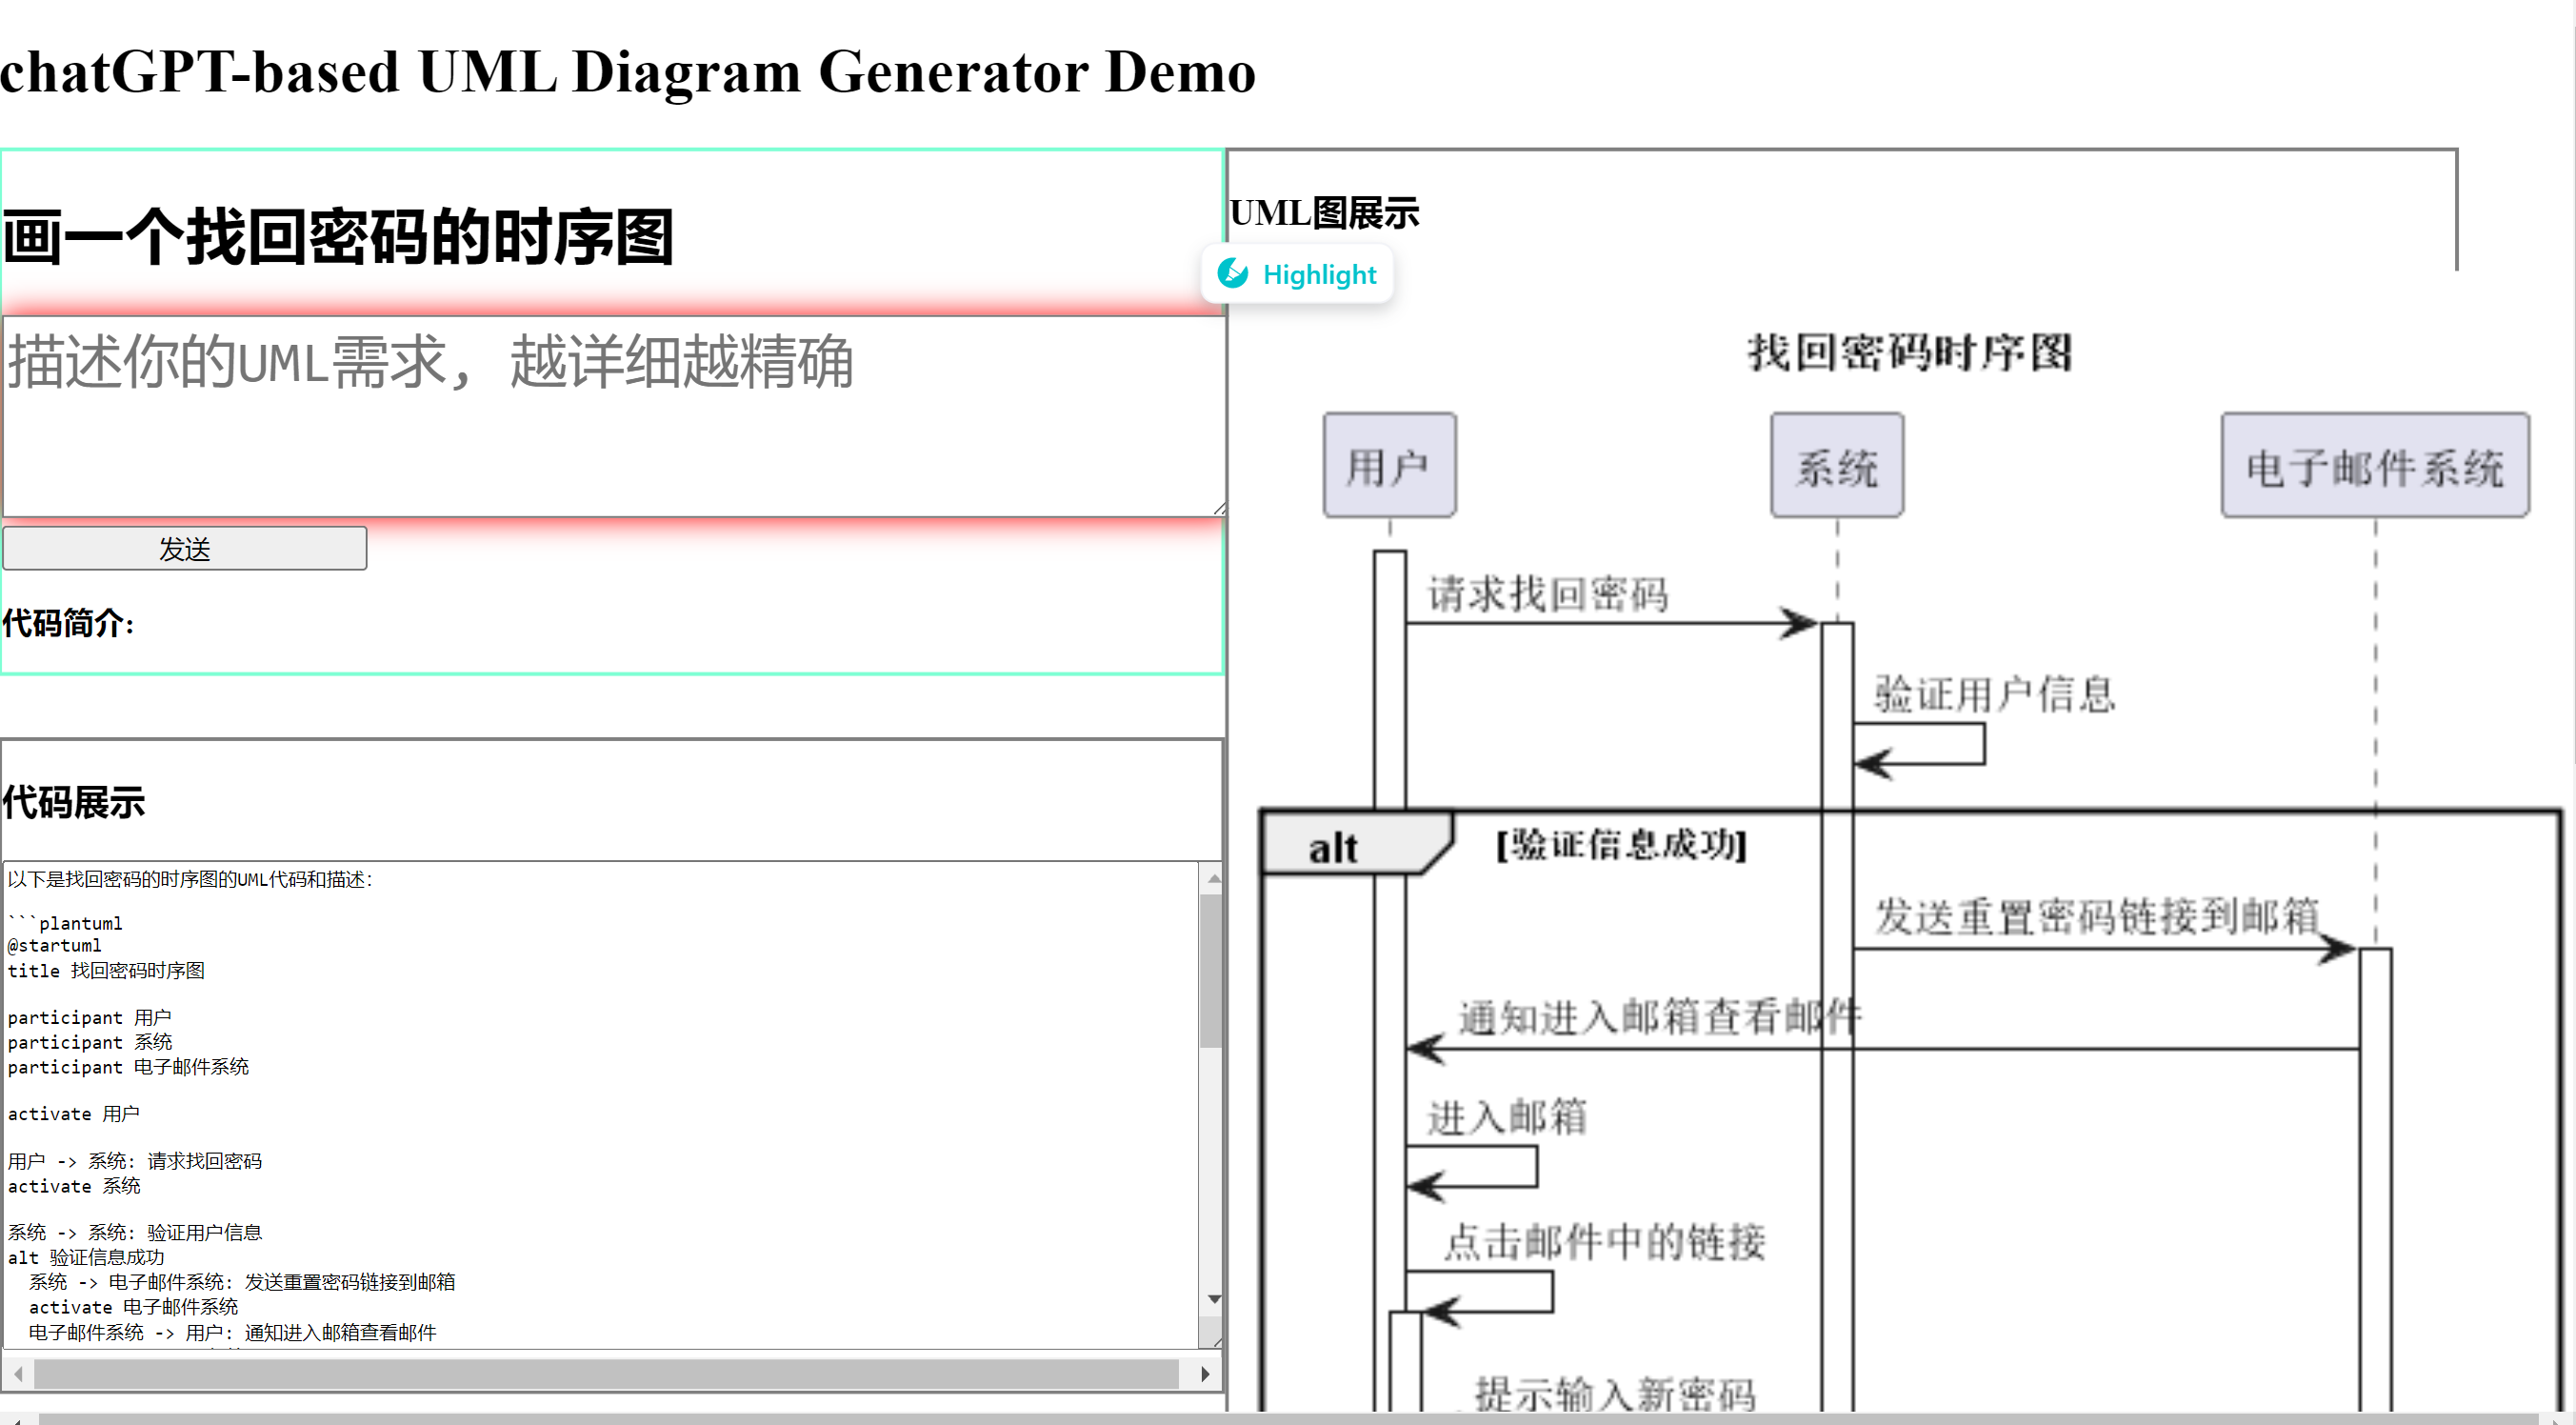 chatGPT-based UML Diagram Generator Demo
画一个找回密码的时序图
描述你的UML需求，越详细越精确
发送
代码简介:
代码展示
以下是找回密码的时序图的UML代码和描述：
```plantuml
@startuml
title 找回密码时序图
participant 用户
participant 系统
participant 电子邮件系统
activate 用户
用户 -> 系统: 请求找回密码
activate 系统
系统 -> 系统: 验证用户信息
alt 验证信息成功
系统 -> 电子邮件系统: 发送重置密码链接到邮箱
activate 电子邮件系统
电子邮件系统 -> 用户: 通知进入邮箱查看邮件
UML图展示
Highlight
找回密码时序图
用户
系统
电子邮件系统
请求找回密码
验证用户信息
alt
[验证信息成功]
发送重置密码链接到邮箱
通知进入邮箱查看邮件
进入邮箱
点击邮件中的链接
提示输入新密码